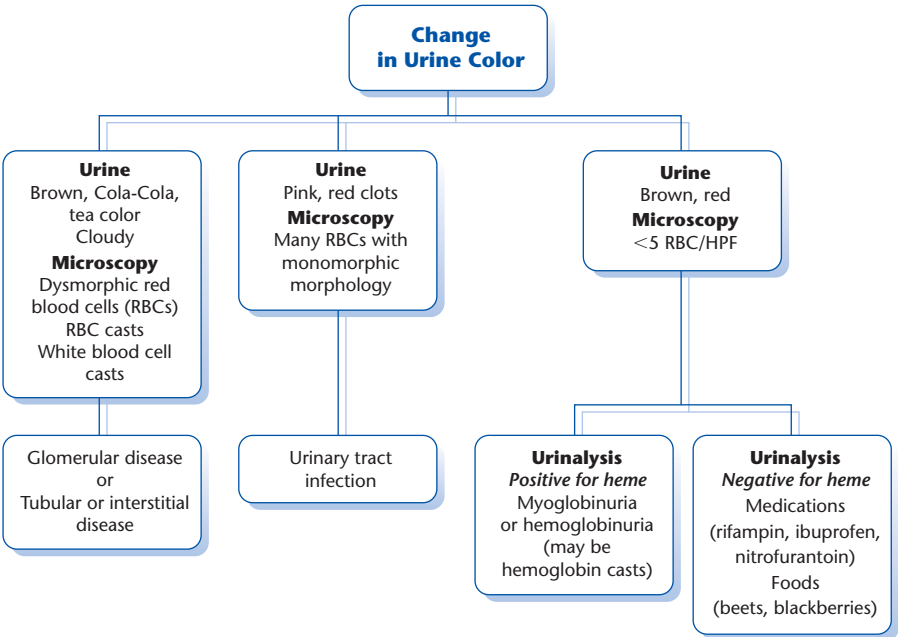 Change
in Urine Color
Urine
Brown, Cola-Cola,
tea color
Cloudy
Microscopy
Dysmorphic red
blood cells (RBCs)
RBC casts
White blood cell
casts
Urine
Pink, red clots
Microscopy
Many RBCs with
monomorphic
morphology
Urine
Brown, red
Microscopy
<5 RBC/HPF
Glomerular disease
or
Tubular or interstitial
disease
Urinary tract
infection
Urinalysis
Positive for heme
Myoglobinuria
or hemoglobinuria
(may be
hemoglobin casts)
Urinalysis
Negative for heme
Medications
(rifampin, ibuprofen,
nitrofurantoin)
Foods
(beets, blackberries)